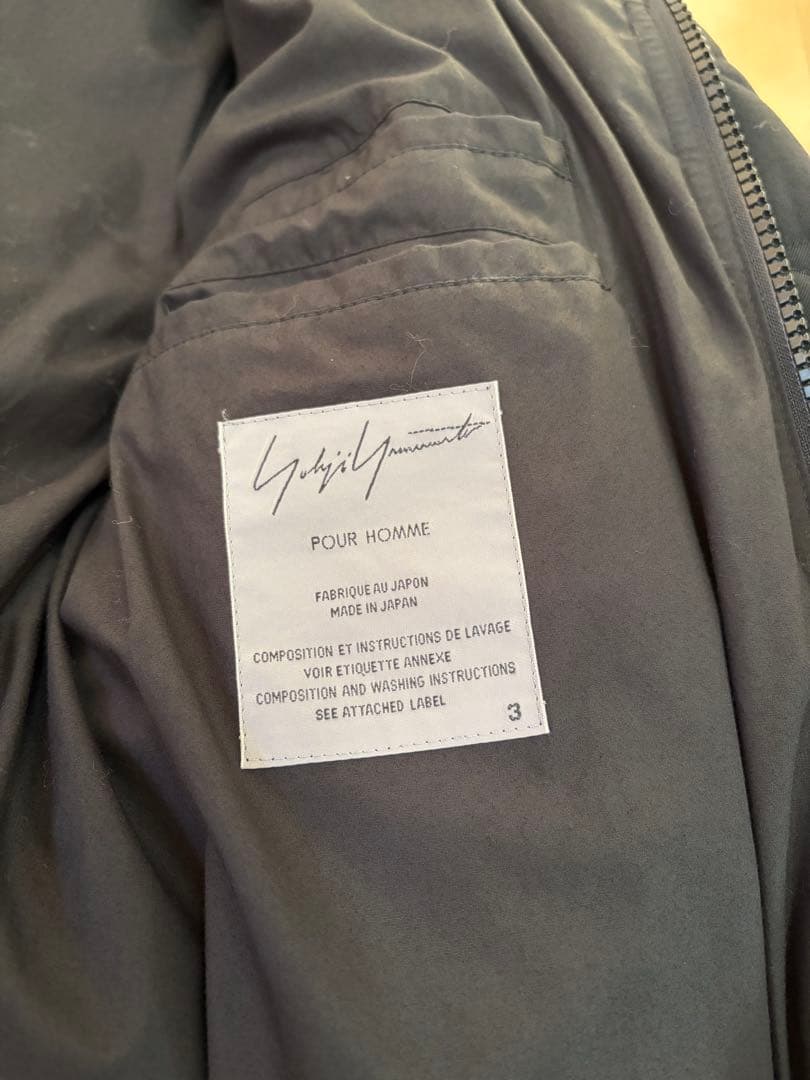 Yohji Yamamoto
POUR HOMME
FABRIQUE AU JAPON
MADE IN JAPAN
COMPOSITION ET INSTRUCTIONS DE LAVAGE
VOIR ETIQUETTE ANNEXE
COMPOSITION AND WASHING INSTRUCTIONS
SEE ATTACHED LABEL
3